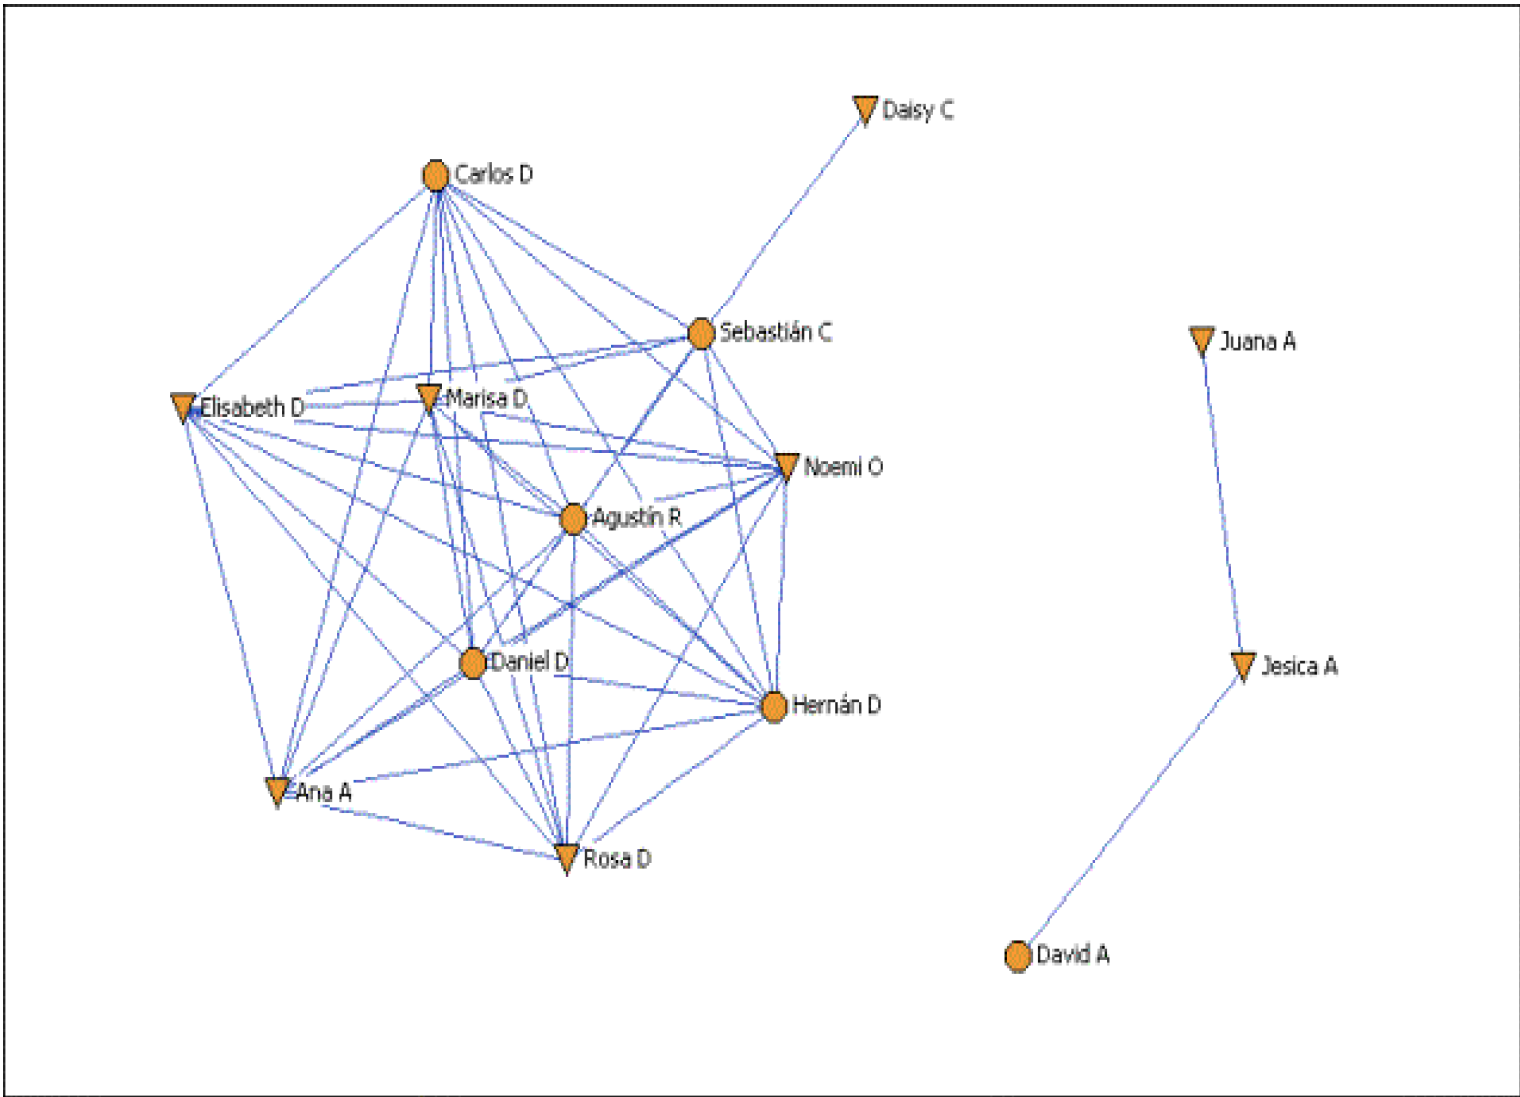 Daisy C
Carlos D
Sebastián C
Juana A
Elisabeth D
Marisa D
Noemi O
Agustín R
Daniel D
Jesica A
Hernán D
Ana A
Rosa D
David A